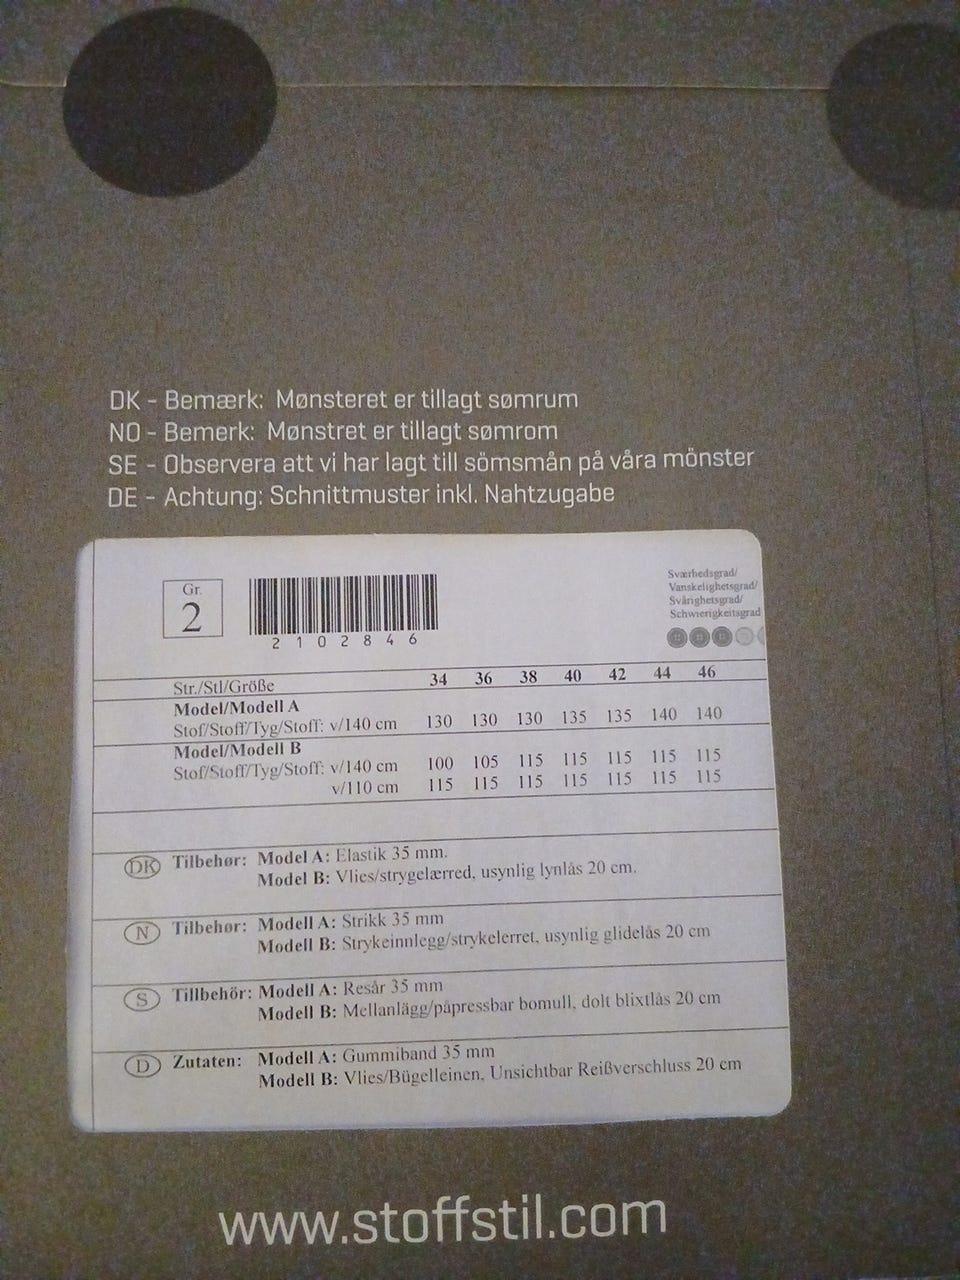 DK - Bemærk: Mønsteret er tillagt sømrum
NO - Bemerk: Mønstret er tillagt sømrom
SE - Observera att vi har lagt till sömsmån på våra mönster
DE - Achtung: Schnittmuster inkl. Nahtzugabe
Gr.
2
2102846
Sværhedsgrad/
Vanskelighetsgrad/
Svårighetsgrad/
Schwierigkeitsgrad
Str./Stl/Größe 34 36 38 40 42 44 46
Model/Modell A
Stof/Stoff/Tyg/Stoff: v/140 cm 130 130 130 135 135 140 140
Model/Modell B
Stof/Stoff/Tyg/Stoff: v/140 cm 100 105 115 115 115 115 115
v/110 cm 115 115 115 115 115 115 115
DK Tilbehør: Model A: Elastik 35 mm.
Model B: Vlies/strygelærred, usynlig lynlås 20 cm.
N Tilbehør: Modell A: Strikk 35 mm
Modell B: Strykeinnlegg/strykelerret, usynlig glidelås 20 cm
S Tillbehör: Modell A: Resår 35 mm
Modell B: Mellanlägg/påpressbar bomull, dolt blixtlås 20 cm
D Zutaten: Modell A: Gummiband 35 mm
Modell B: Vlies/Bügelleinen, Unsichtbar Reißverschluss 20 cm
www.stoffstil.com